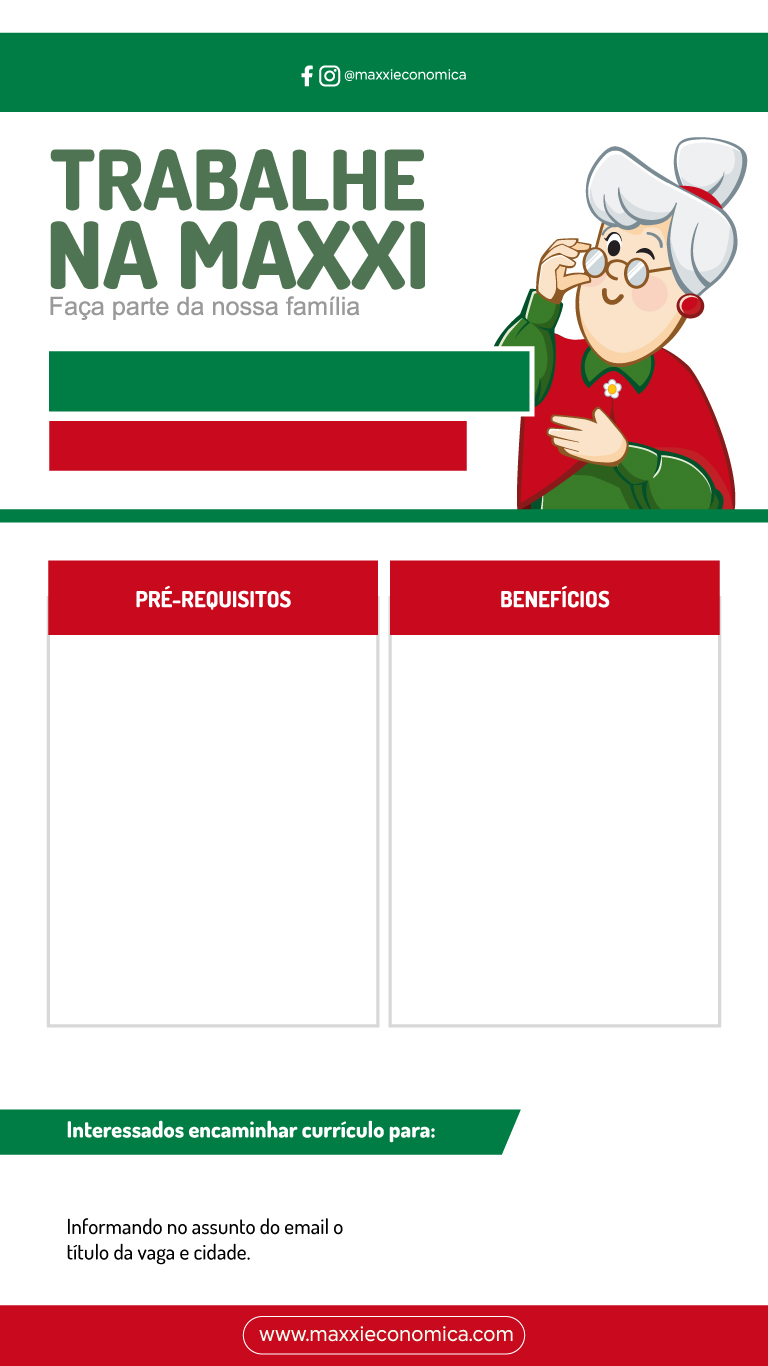 @maxxieconomica
TRABALHE
NA MAXXI
Faça parte da nossa família
PRÉ-REQUISITOS
BENEFÍCIOS
Interessados encaminhar currículo para:
Informando no assunto do email o
título da vaga e cidade.
www.maxxieconomica.com